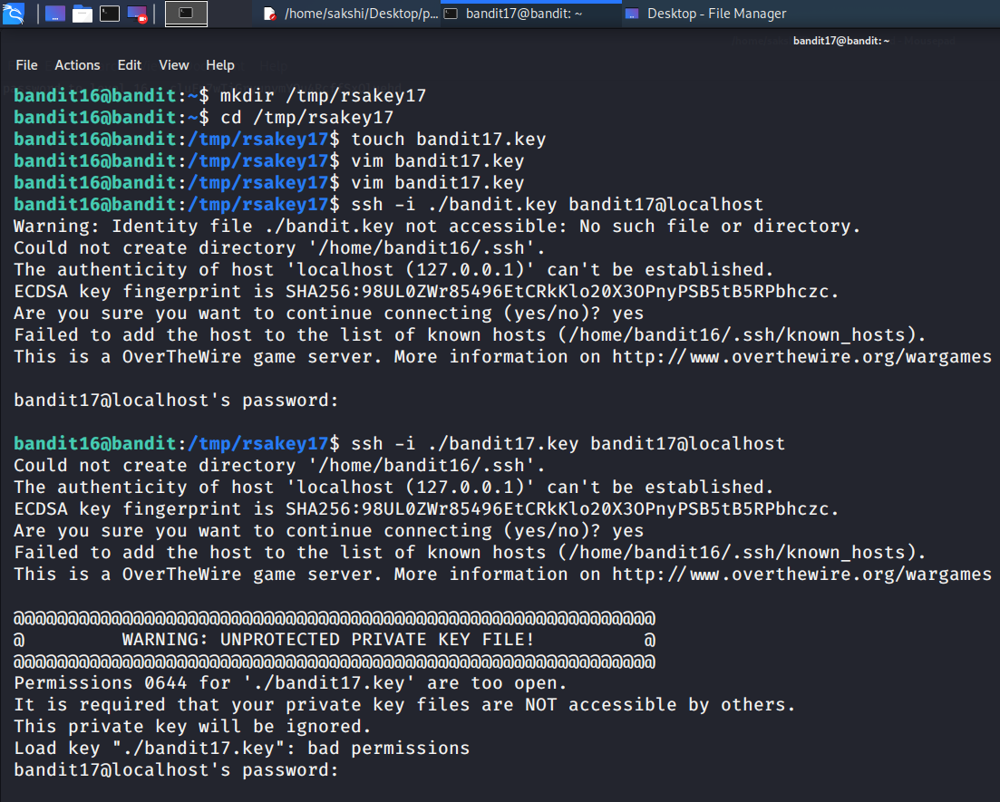 /home/sakshi/Desktop/p...
bandit17@bandit: ~
Desktop - File Manager
bandit17@bandit: ~
File Actions Edit View Help
bandit16@bandit:~$ mkdir /tmp/rsakey17
bandit16@bandit:~$ cd /tmp/rsakey17
bandit16@bandit:/tmp/rsakey17$ touch bandit17.key
bandit16@bandit:/tmp/rsakey17$ vim bandit17.key
bandit16@bandit:/tmp/rsakey17$ vim bandit17.key
bandit16@bandit:/tmp/rsakey17$ ssh -i ./bandit.key bandit17@localhost
Warning: Identity file ./bandit.key not accessible: No such file or directory.
Could not create directory '/home/bandit16/.ssh'.
The authenticity of host 'localhost (127.0.0.1)' can't be established.
ECDSA key fingerprint is SHA256:98UL0ZWr85496EtCRkKlo20X3OPnyPSB5tB5RPbhczc.
Are you sure you want to continue connecting (yes/no)? yes
Failed to add the host to the list of known hosts (/home/bandit16/.ssh/known_hosts).
This is a OverTheWire game server. More information on http://www.overthewire.org/wargames
bandit17@localhost's password:
bandit16@bandit:/tmp/rsakey17$ ssh -i ./bandit17.key bandit17@localhost
Could not create directory '/home/bandit16/.ssh'.
The authenticity of host 'localhost (127.0.0.1)' can't be established.
ECDSA key fingerprint is SHA256:98UL0ZWr85496EtCRkKlo20X3OPnyPSB5tB5RPbhczc.
Are you sure you want to continue connecting (yes/no)? yes
Failed to add the host to the list of known hosts (/home/bandit16/.ssh/known_hosts).
This is a OverTheWire game server. More information on http://www.overthewire.org/wargames
@@@@@@@@@@@@@@@@@@@@@@@@@@@@@@@@@@@@@@@@@@@@@@@@@@@@@@@@@@@
@         WARNING: UNPROTECTED PRIVATE KEY FILE!          @
@@@@@@@@@@@@@@@@@@@@@@@@@@@@@@@@@@@@@@@@@@@@@@@@@@@@@@@@@@@
Permissions 0644 for './bandit17.key' are too open.
It is required that your private key files are NOT accessible by others.
This private key will be ignored.
Load key "./bandit17.key": bad permissions
bandit17@localhost's password: